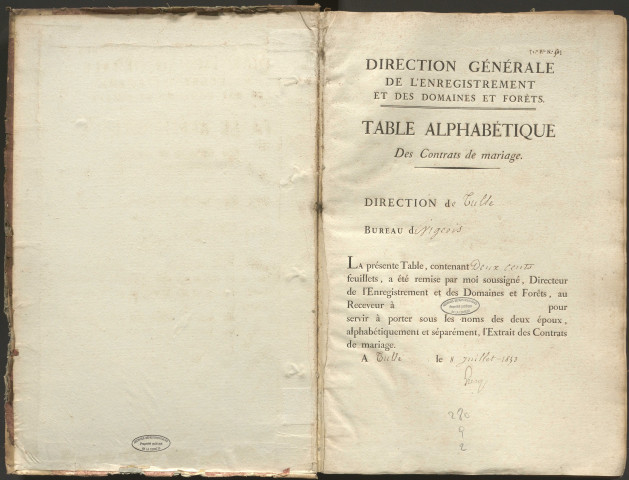 DIRECTION GÉNÉRALE
DE L'ENREGISTREMENT
ET DES DOMAINES ET FORÊTS.
TABLE ALPHABÉTIQUE
Des Contrats de mariage.
DIRECTION de Tulle
BUREAU d Vigeois
LA présente Table, contenant Deux cents
feuillets, a été remise par moi soussigné, Directeur
de l'Enregistrement et des Domaines et Forêts, au
Receveur à pour
servir à porter sous les noms des deux époux,
alphabétiquement et séparément, l'Extrait des Contrats
de mariage.
A Tulle le 8 juillet